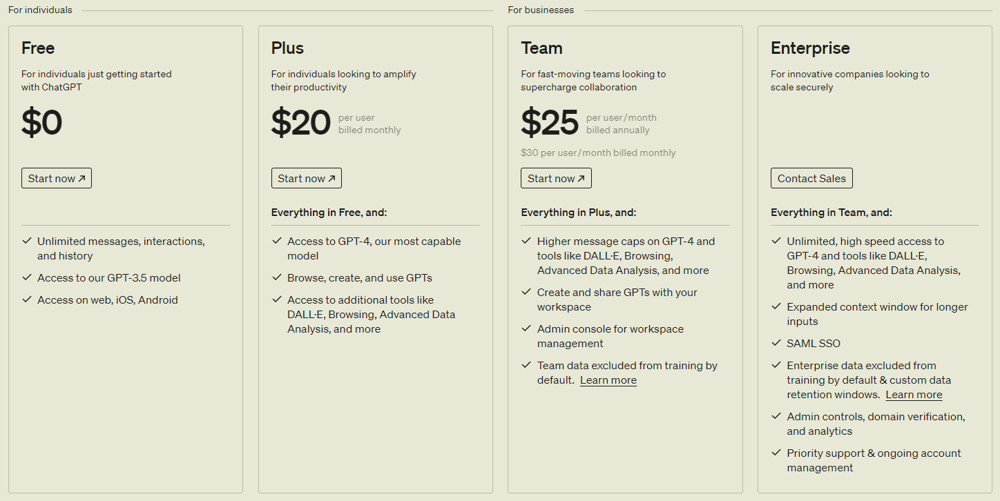 For individuals
For businesses
Free
For individuals just getting started
with ChatGPT
$0
Start now ↗
Unlimited messages, interactions,
and history
Access to our GPT-3.5 model
Access on web, iOS, Android
Plus
For individuals looking to amplify
their productivity
$20
per user
billed monthly
Start now ↗
Everything in Free, and:
Access to GPT-4, our most capable
model
Browse, create, and use GPTs
Access to additional tools like
DALL·E, Browsing, Advanced Data
Analysis, and more
Team
For fast-moving teams looking to
supercharge collaboration
$25
per user/month
billed annually
$30 per user/month billed monthly
Start now ↗
Everything in Plus, and:
Higher message caps on GPT-4 and
tools like DALL·E, Browsing,
Advanced Data Analysis, and more
Create and share GPTs with your
workspace
Admin console for workspace
management
Team data excluded from training by
default. Learn more
Enterprise
For innovative companies looking to
scale securely
Contact Sales
Everything in Team, and:
Unlimited, high speed access to
GPT-4 and tools like DALL·E,
Browsing, Advanced Data Analysis,
and more
Expanded context window for longer
inputs
SAML SSO
Enterprise data excluded from
training by default & custom data
retention windows. Learn more
Admin controls, domain verification,
and analytics
Priority support & ongoing account
management